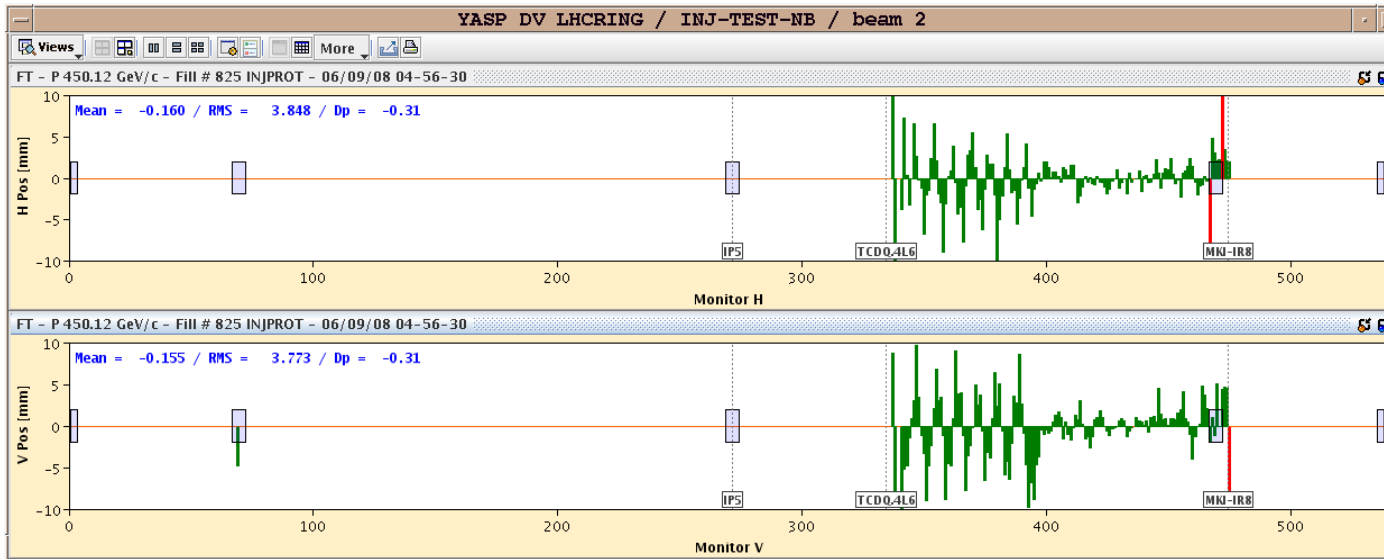 YASP DV LHCRING / INJ-TEST-NB / beam 2
Views More
FT - P 450.12 GeV/c - Fill # 825 INJPROT - 06/09/08 04-56-30
Mean = -0.160 / RMS = 3.848 / Dp = -0.31
H Pos [mm]
10
5
0
-5
-10
IP5
TCDQ.4L6
MKI-IR8
0 100 200 300 400 500
Monitor H
FT - P 450.12 GeV/c - Fill # 825 INJPROT - 06/09/08 04-56-30
Mean = -0.155 / RMS = 3.773 / Dp = -0.31
V Pos [mm]
10
5
0
-5
-10
IP5
TCDQ.4L6
MKI-IR8
0 100 200 300 400 500
Monitor V